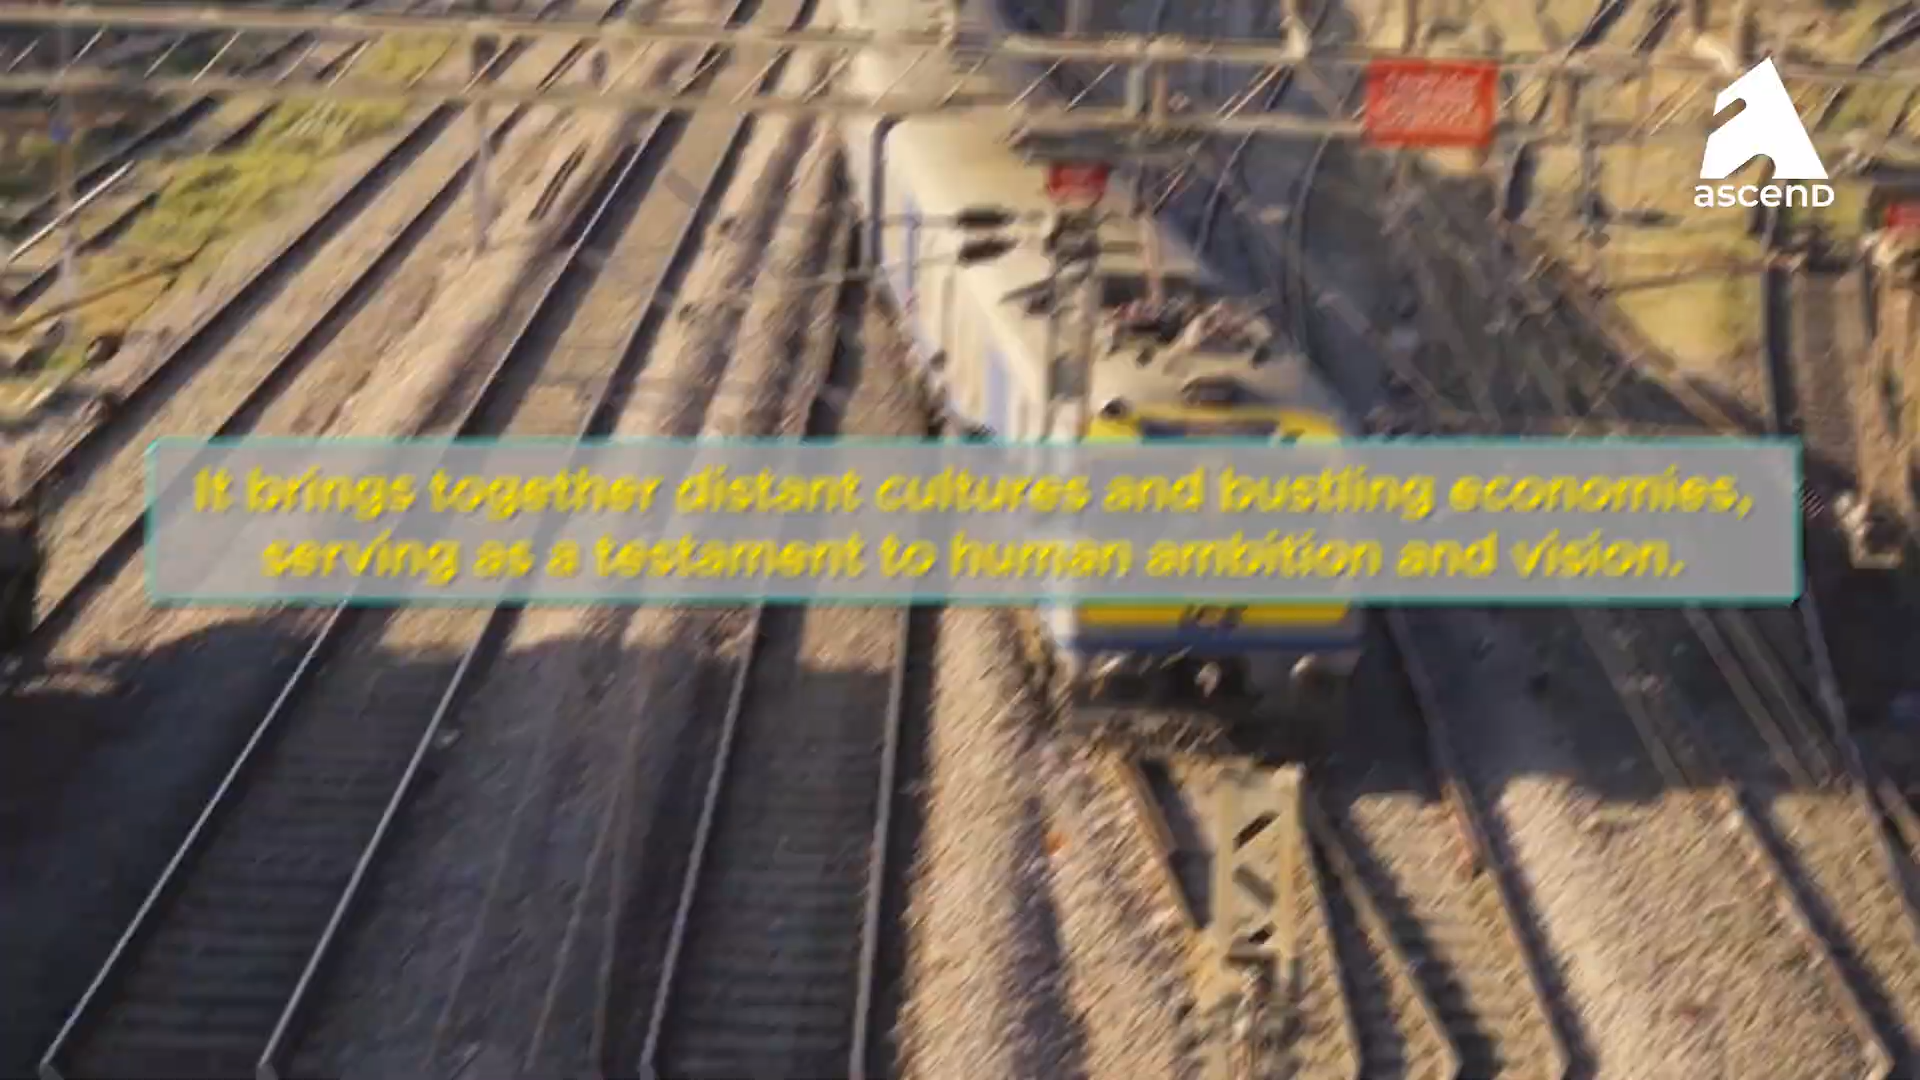 ascend
It brings together distant cultures and bustling economies,
serving as a testament to human ambition and vision.